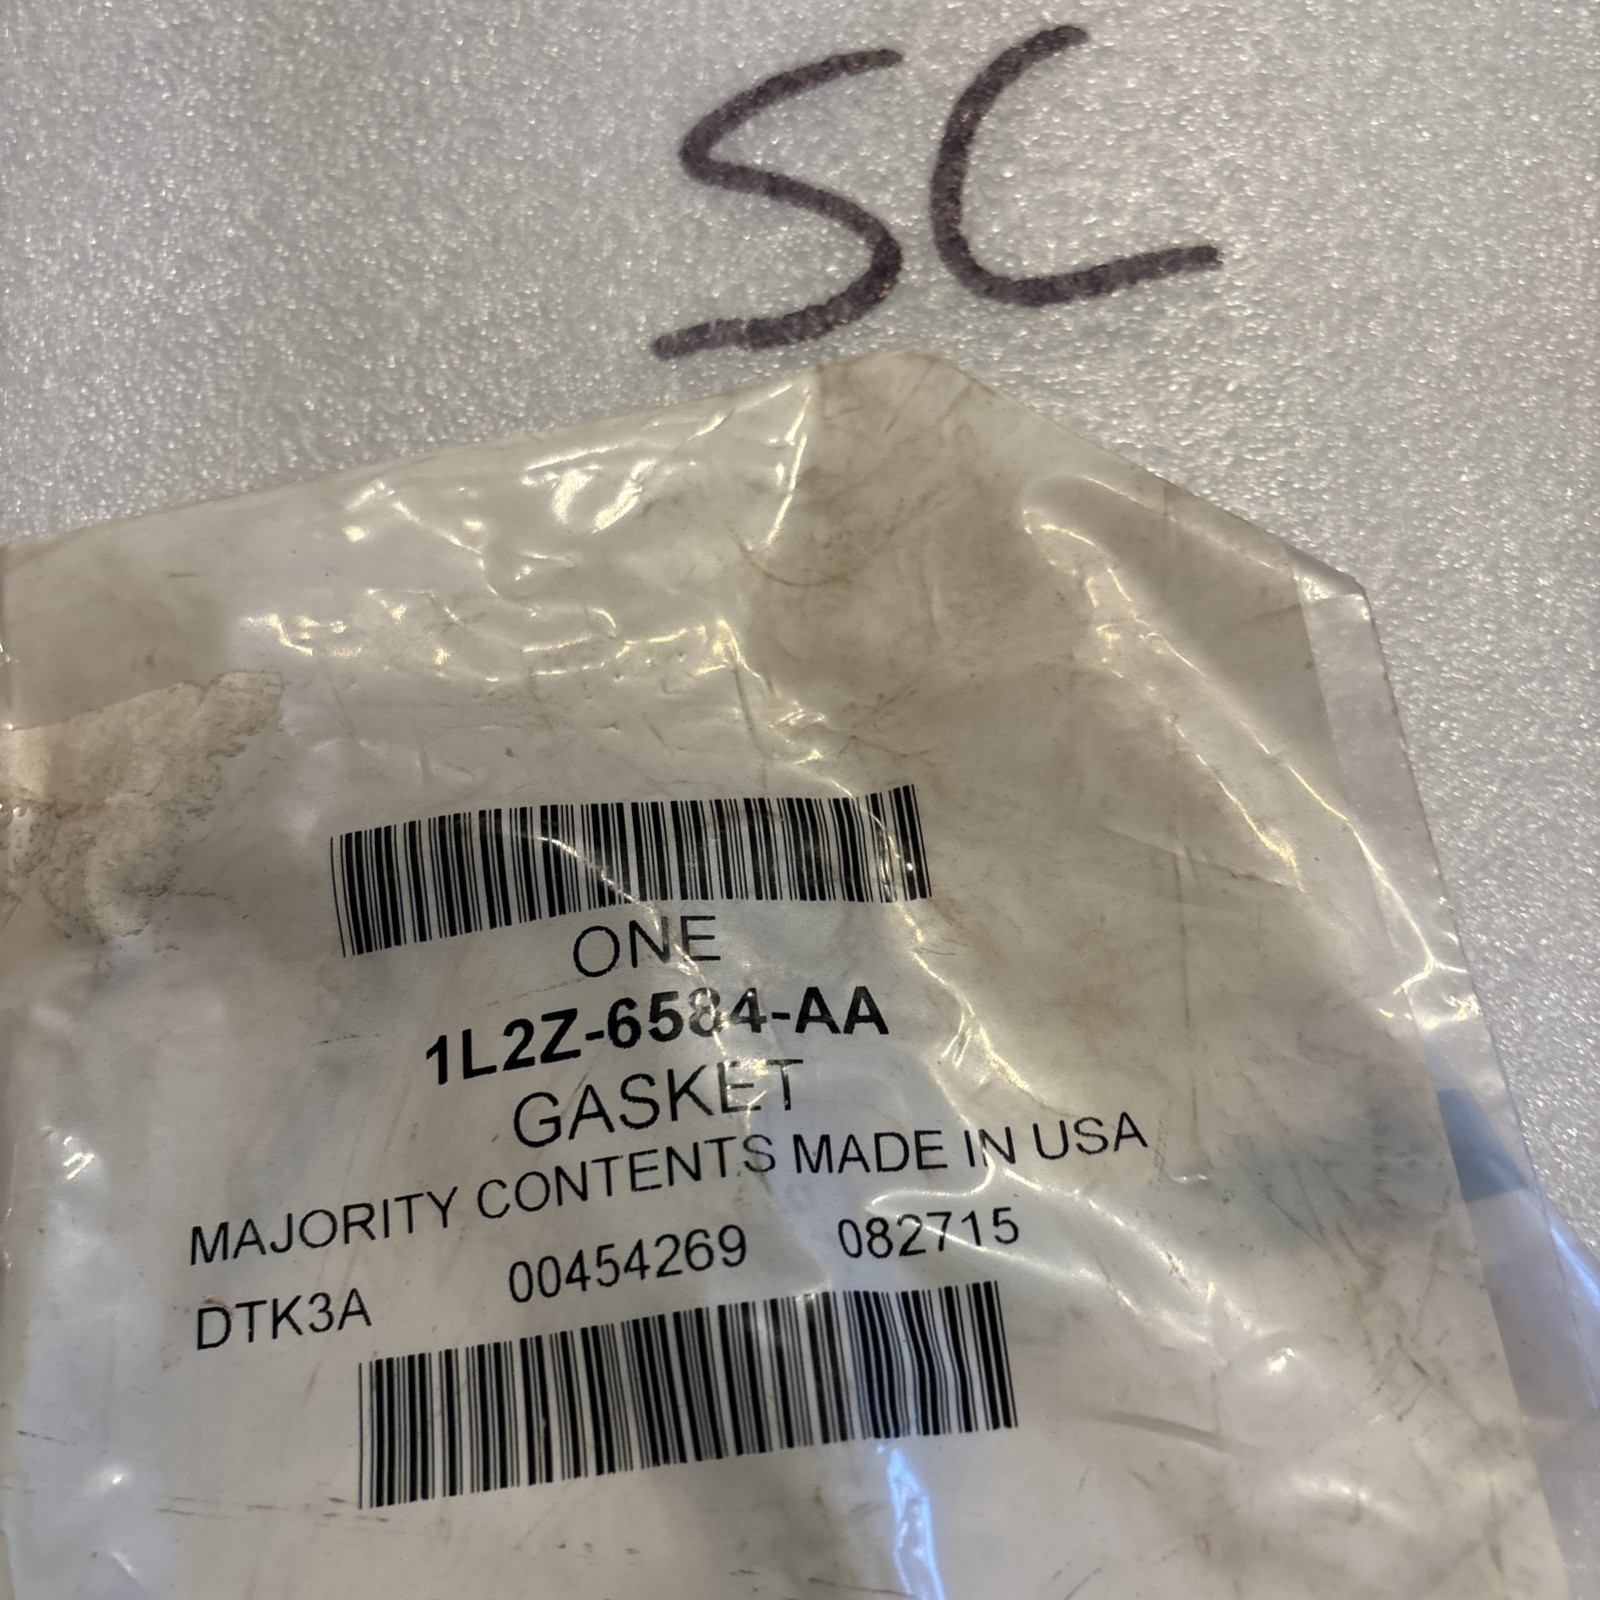 SC
ONE
1L2Z-6584-AA
GASKET
MAJORITY CONTENTS MADE IN USA
DTK3A 00454269 082715